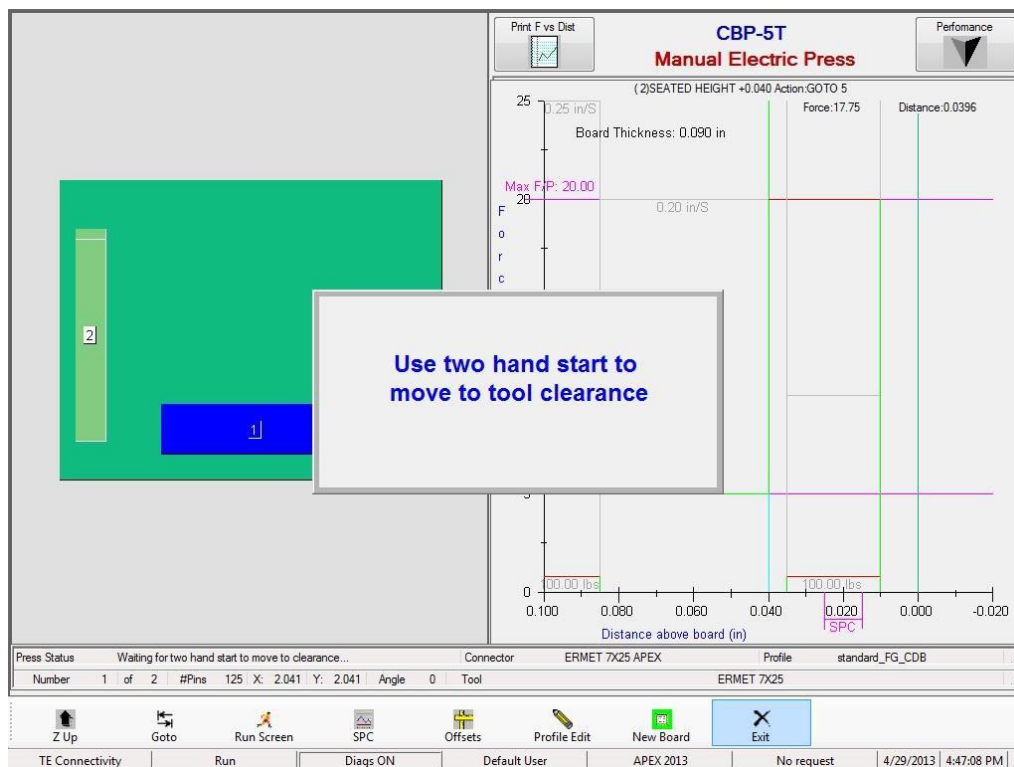 Print F vs Dist
CBP-5T
Manual Electric Press
Perfomance
(2)SEATED HEIGHT +0.040 Action:GOTO 5
25
0.25 in/S
Force:17.75
Distance:0.0396
Board Thickness: 0.090 in
Max F/P: 20.00
20
0.20 in/S
F
o
r
c
2
Use two hand start to
move to tool clearance
1
5
0
100.00 lbs
100.00 lbs
0.100
0.080
0.060
0.040
0.020
0.000
-0.020
SPC
Distance above board (in)
Press Status Waiting for two hand start to move to clearance... Connector ERMET 7X25 APEX Profile standard_FG_CDB
Number 1 of 2 #Pins 125 X: 2.041 Y: 2.041 Angle 0 Tool ERMET 7X25
Z Up
Goto
Run Screen
SPC
Offsets
Profile Edit
New Board
Exit
TE Connectivity Run Diags ON Default User APEX 2013 No request 4/29/2013 4:47:08 PM